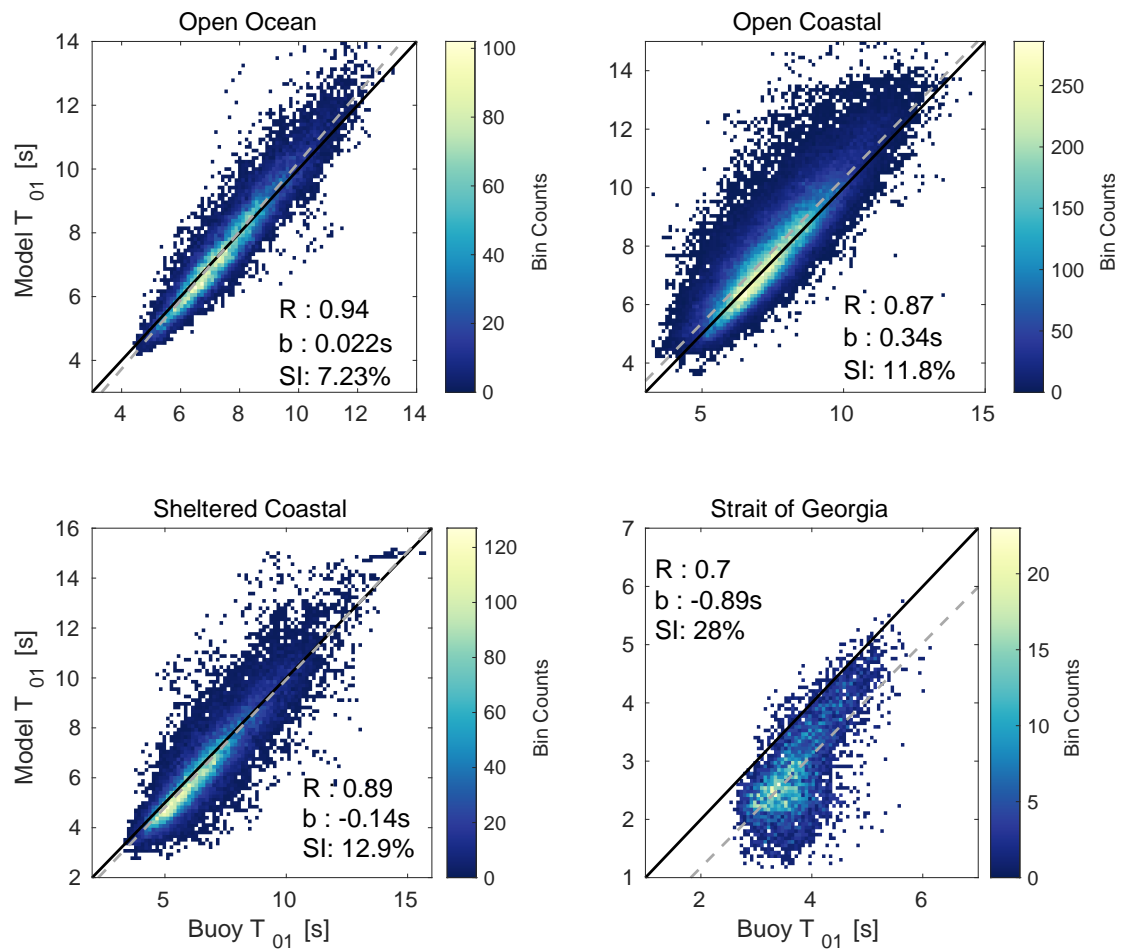 Open Ocean
14
12
10
8
6
4
4
6
8
10
12
14
Model T 01 [s]
R : 0.94
b : 0.022s
SI: 7.23%
100
80
60
40
20
0
Bin Counts
Open Coastal
14
12
10
8
6
4
5
10
15
R : 0.87
b : 0.34s
SI: 11.8%
250
200
150
100
50
0
Bin Counts
Sheltered Coastal
16
14
12
10
8
6
4
2
5
10
15
Model T 01 [s]
Buoy T 01 [s]
R : 0.89
b : -0.14s
SI: 12.9%
120
100
80
60
40
20
0
Bin Counts
Strait of Georgia
7
6
5
4
3
2
1
2
4
6
Buoy T 01 [s]
R : 0.7
b : -0.89s
SI: 28%
20
15
10
5
0
Bin Counts